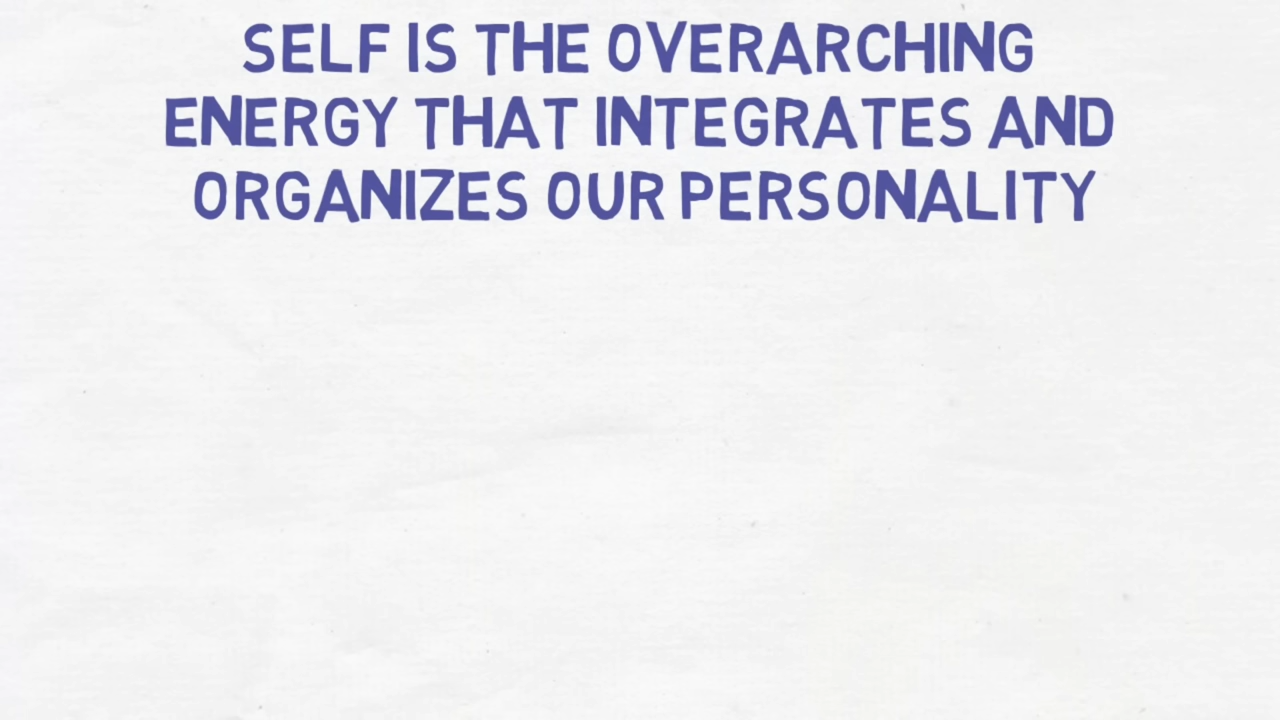 SELF IS THE OVERARCHING
ENERGY THAT INTEGRATES AND
ORGANIZES OUR PERSONALITY